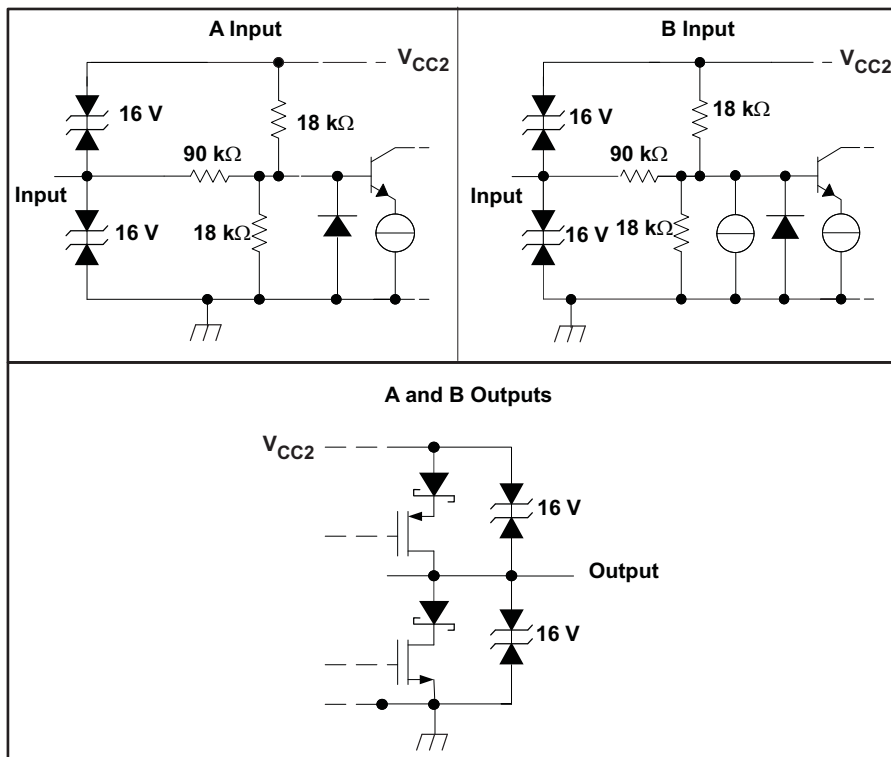 A Input
V_CC2
16 V
18 kΩ
90 kΩ
Input
16 V
18 kΩ
B Input
V_CC2
16 V
18 kΩ
90 kΩ
Input
16 V
18 kΩ
A and B Outputs
V_CC2
16 V
Output
16 V